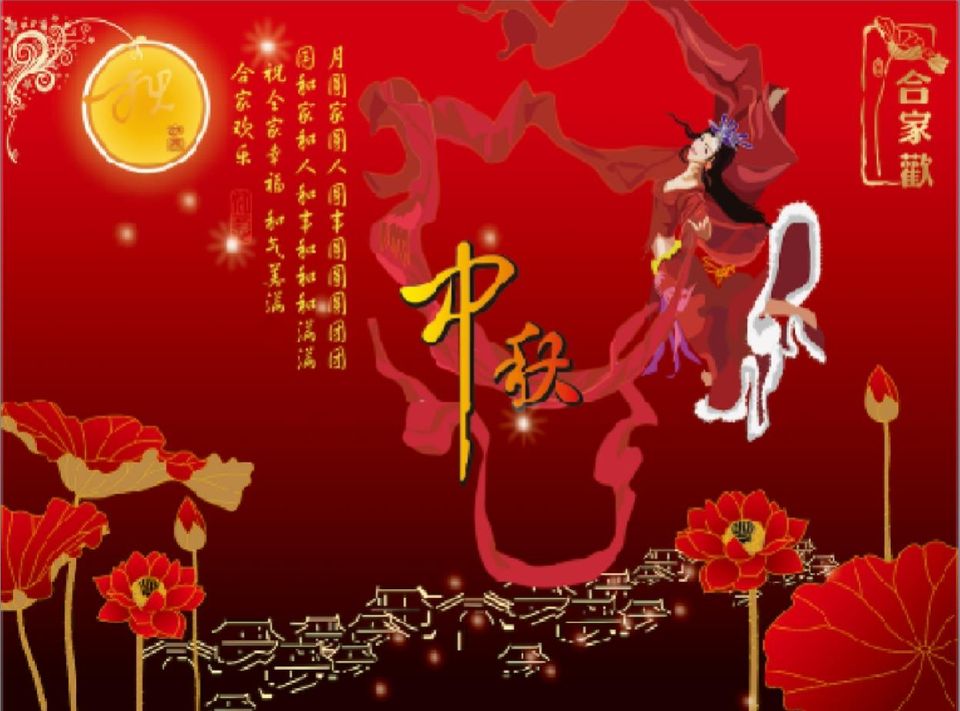 合家歡
月圆家圆人圆事圆圆圆团团
国和家和人和事和和和满满
祝全家幸福 和气美满
合家欢乐
秋
中秋